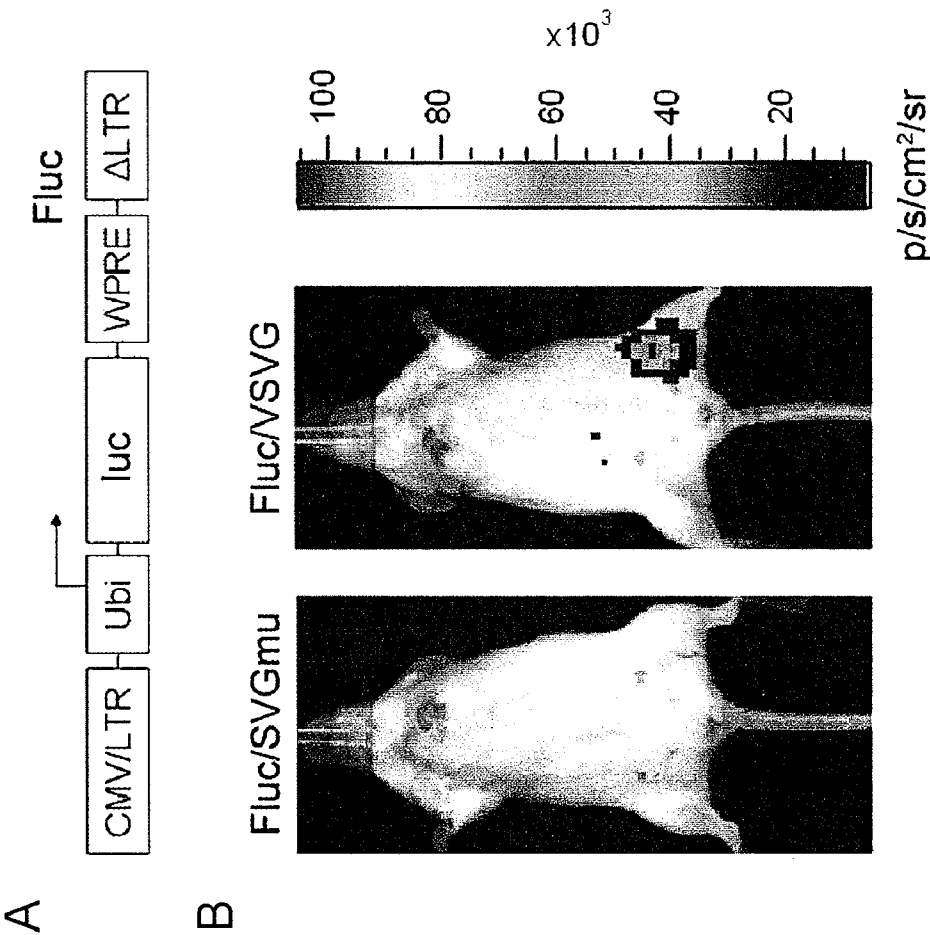 A
Fluc
CMV/LTR Ubi luc WPRE ΔLTR
B
Fluc/SVGmu Fluc/VSVG
x10³
100
80
60
40
20
p/s/cm²/sr